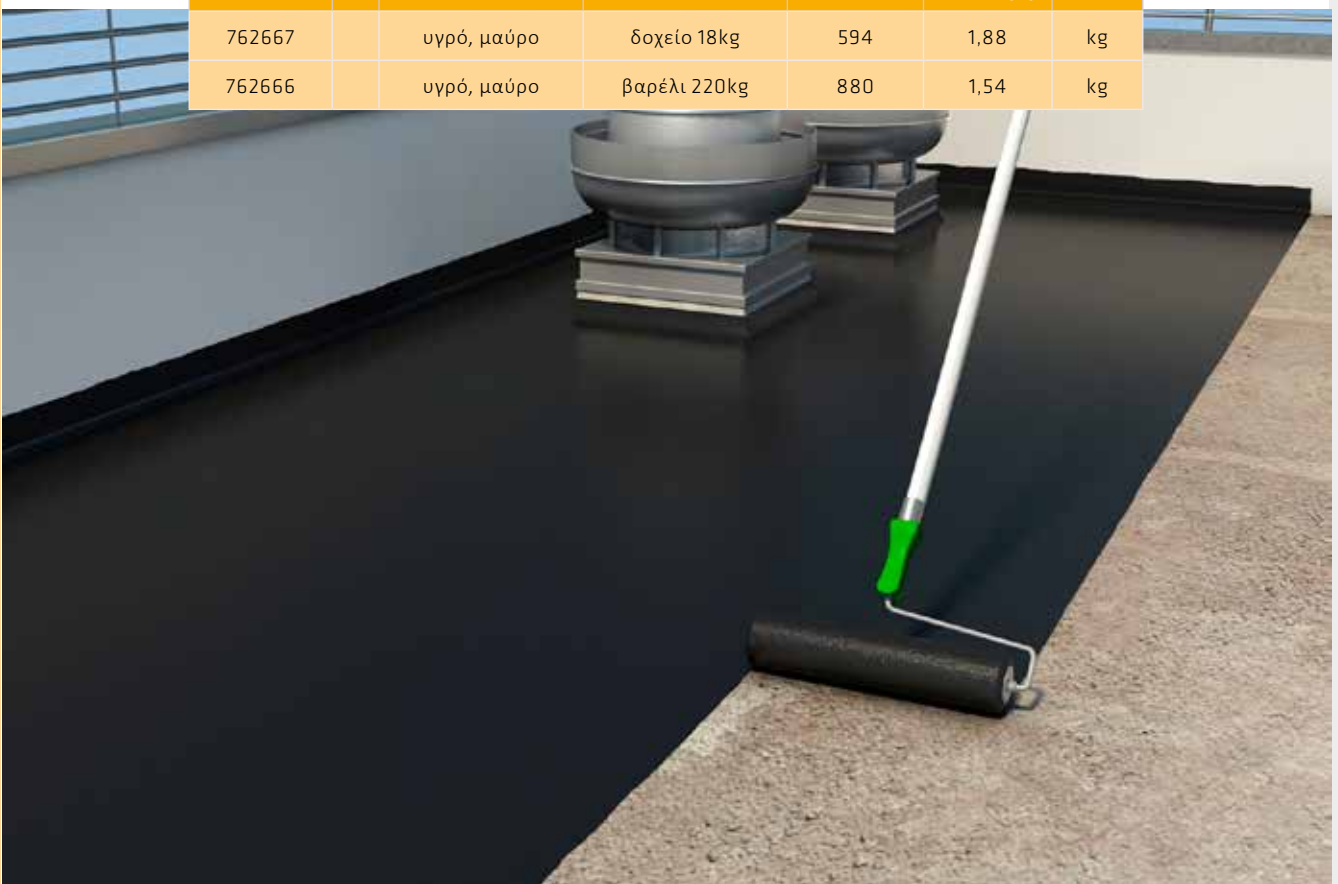 762667 υγρό, μαύρο δοχείο 18kg 594 1,88 kg
762666 υγρό, μαύρο βαρέλι 220kg 880 1,54 kg